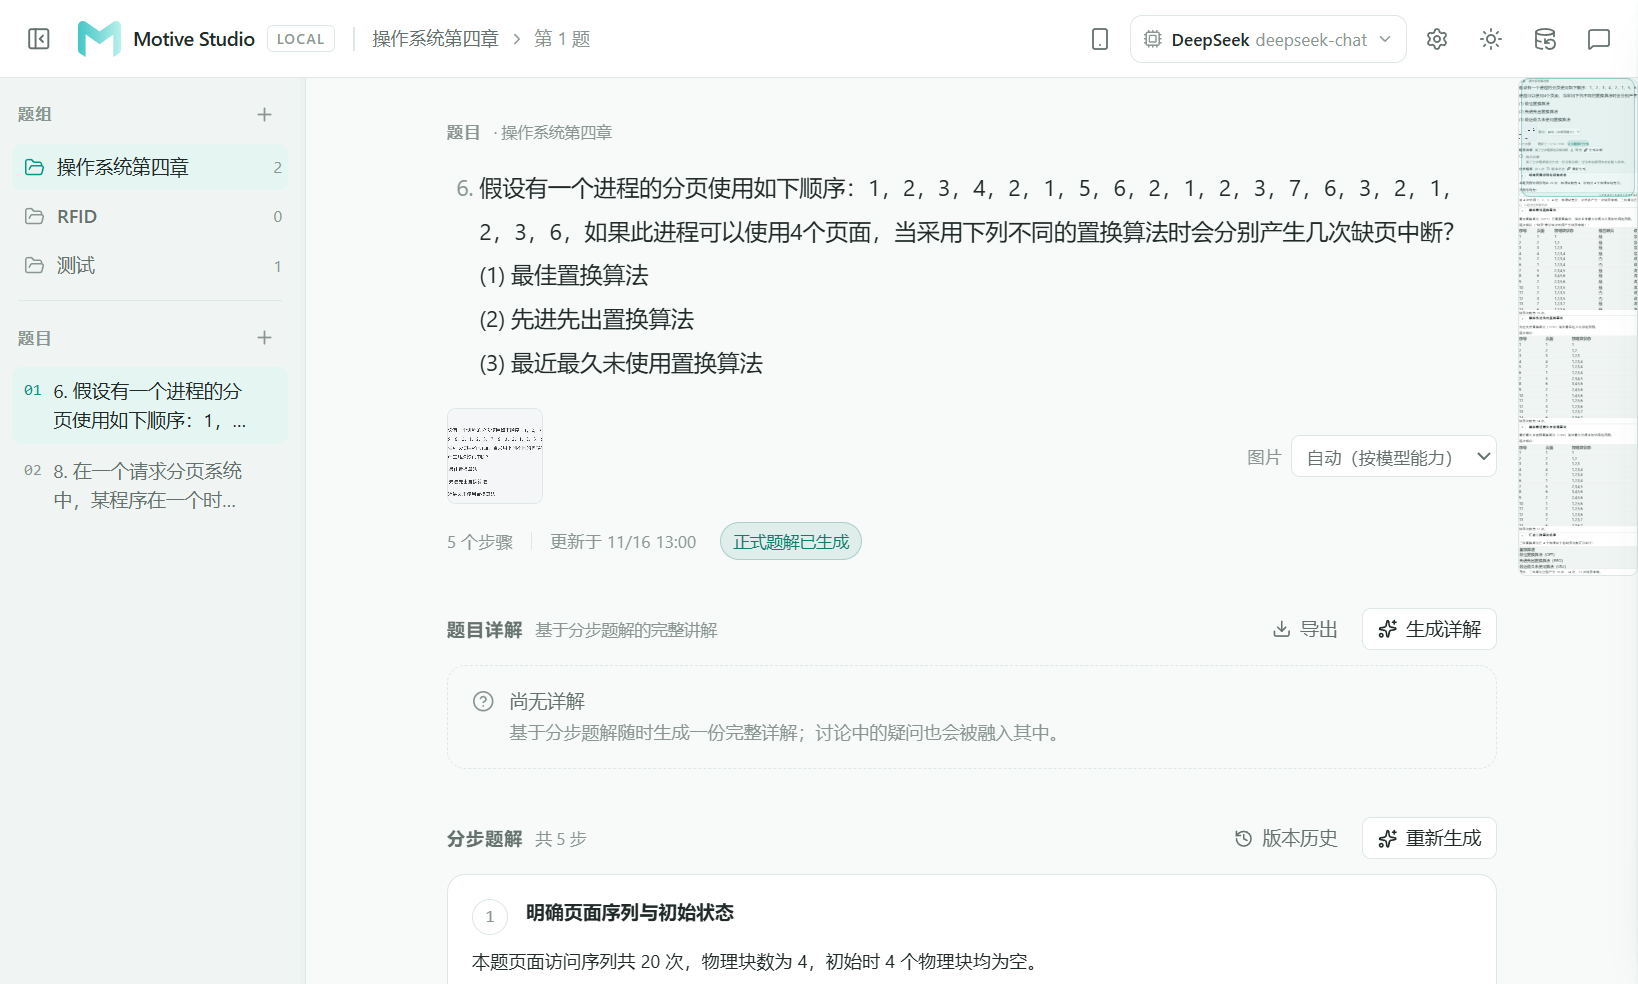 Motive Studio LOCAL 操作系统第四章 > 第 1 题 DeepSeek deepseek-chat
题组
操作系统第四章 2
RFID 0
测试 1
题目
01 6. 假设有一个进程的分
页使用如下顺序：1，...
02 8. 在一个请求分页系统
中，某程序在一个时...
题目 · 操作系统第四章
6. 假设有一个进程的分页使用如下顺序：1，2，3，4，2，1，5，6，2，1，2，3，7，6，3，2，1，
2，3，6，如果此进程可以使用4个页面，当采用下列不同的置换算法时会分别产生几次缺页中断？
(1) 最佳置换算法
(2) 先进先出置换算法
(3) 最近最久未使用置换算法
图片 自动（按模型能力）
5 个步骤 更新于 11/16 13:00 正式题解已生成
题目详解 基于分步题解的完整讲解 导出 生成详解
尚无详解
基于分步题解随时生成一份完整详解；讨论中的疑问也会被融入其中。
分步题解 共 5 步 版本历史 重新生成
1 明确页面序列与初始状态
本题页面访问序列共 20 次，物理块数为 4，初始时 4 个物理块均为空。